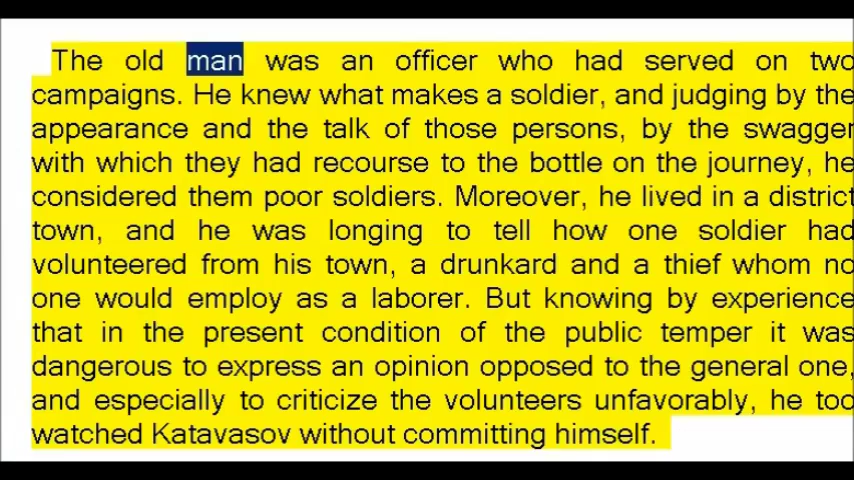 The old man was an officer who had served on two
campaigns. He knew what makes a soldier, and judging by the
appearance and the talk of those persons, by the swagger
with which they had recourse to the bottle on the journey, he
considered them poor soldiers. Moreover, he lived in a district
town, and he was longing to tell how one soldier had
volunteered from his town, a drunkard and a thief whom no
one would employ as a laborer. But knowing by experience
that in the present condition of the public temper it was
dangerous to express an opinion opposed to the general one,
and especially to criticize the volunteers unfavorably, he too
watched Katavasov without committing himself.